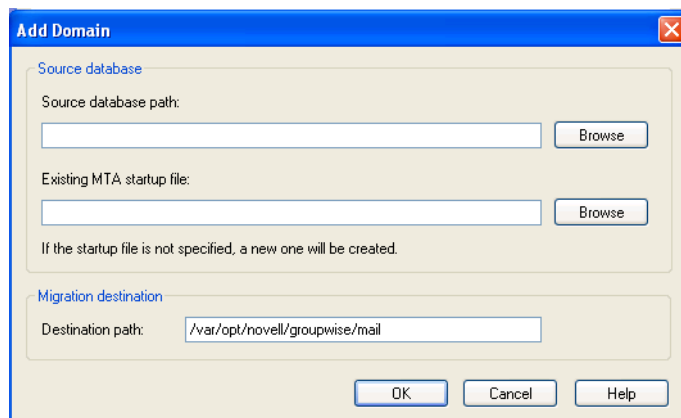 Add Domain
Source database
Source database path:
Browse
Existing MTA startup file:
Browse
If the startup file is not specified, a new one will be created.
Migration destination
Destination path: /var/opt/novell/groupwise/mail
OK Cancel Help